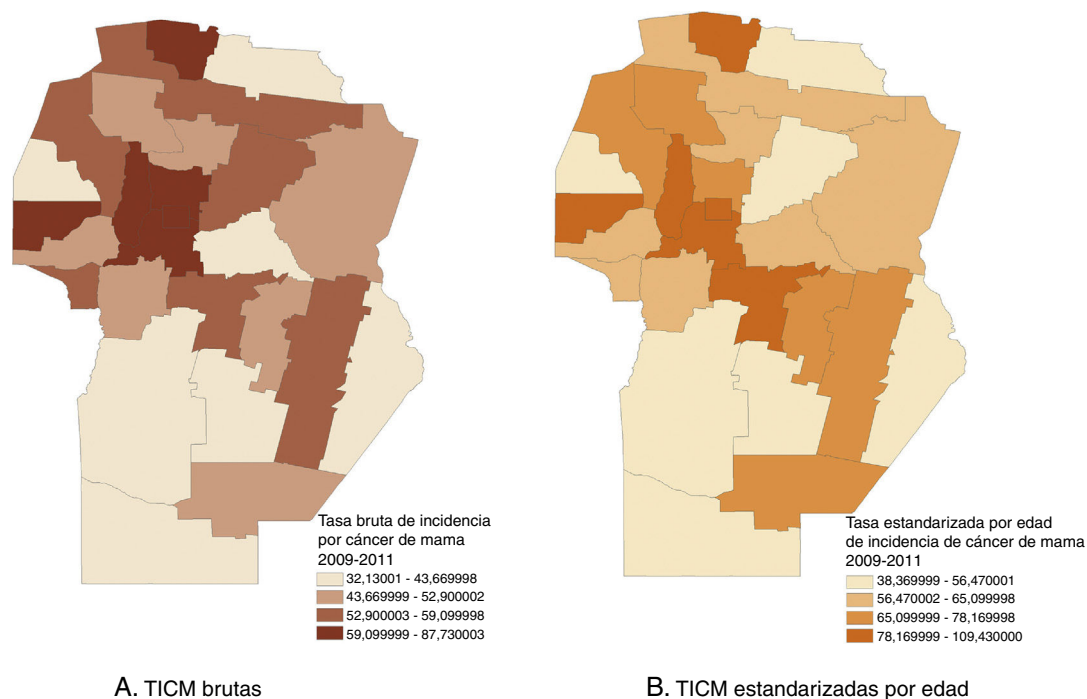 Tasa bruta de incidencia
por cáncer de mama
2009-2011
32,13001 - 43,669998
43,669999 - 52,900002
52,900003 - 59,099998
59,099999 - 87,730003
A. TICM brutas
Tasa estandarizada por edad
de incidencia de cáncer de mama
2009-2011
38,369999 - 56,470001
56,470002 - 65,099998
65,099999 - 78,169998
78,169999 - 109,430000
B. TICM estandarizadas por edad